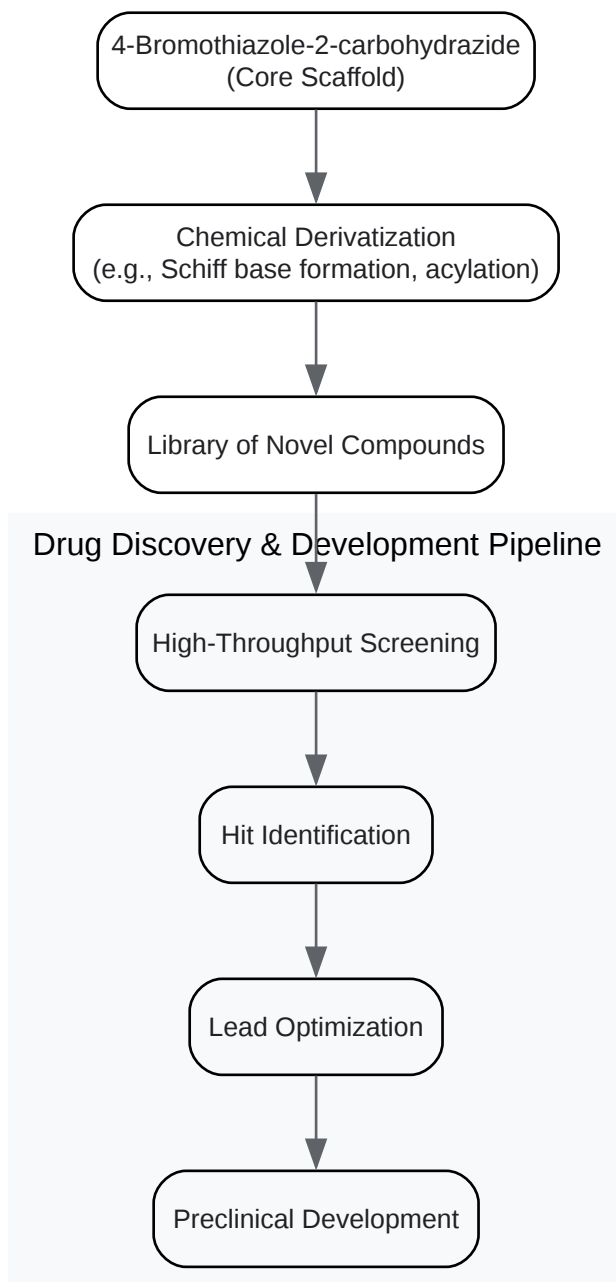 4-Bromothiazole-2-carbohydrazide
(Core Scaffold)
Chemical Derivatization
(e.g., Schiff base formation, acylation)
Library of Novel Compounds
Drug Discovery & Development Pipeline
High-Throughput Screening
Hit Identification
Lead Optimization
Preclinical Development